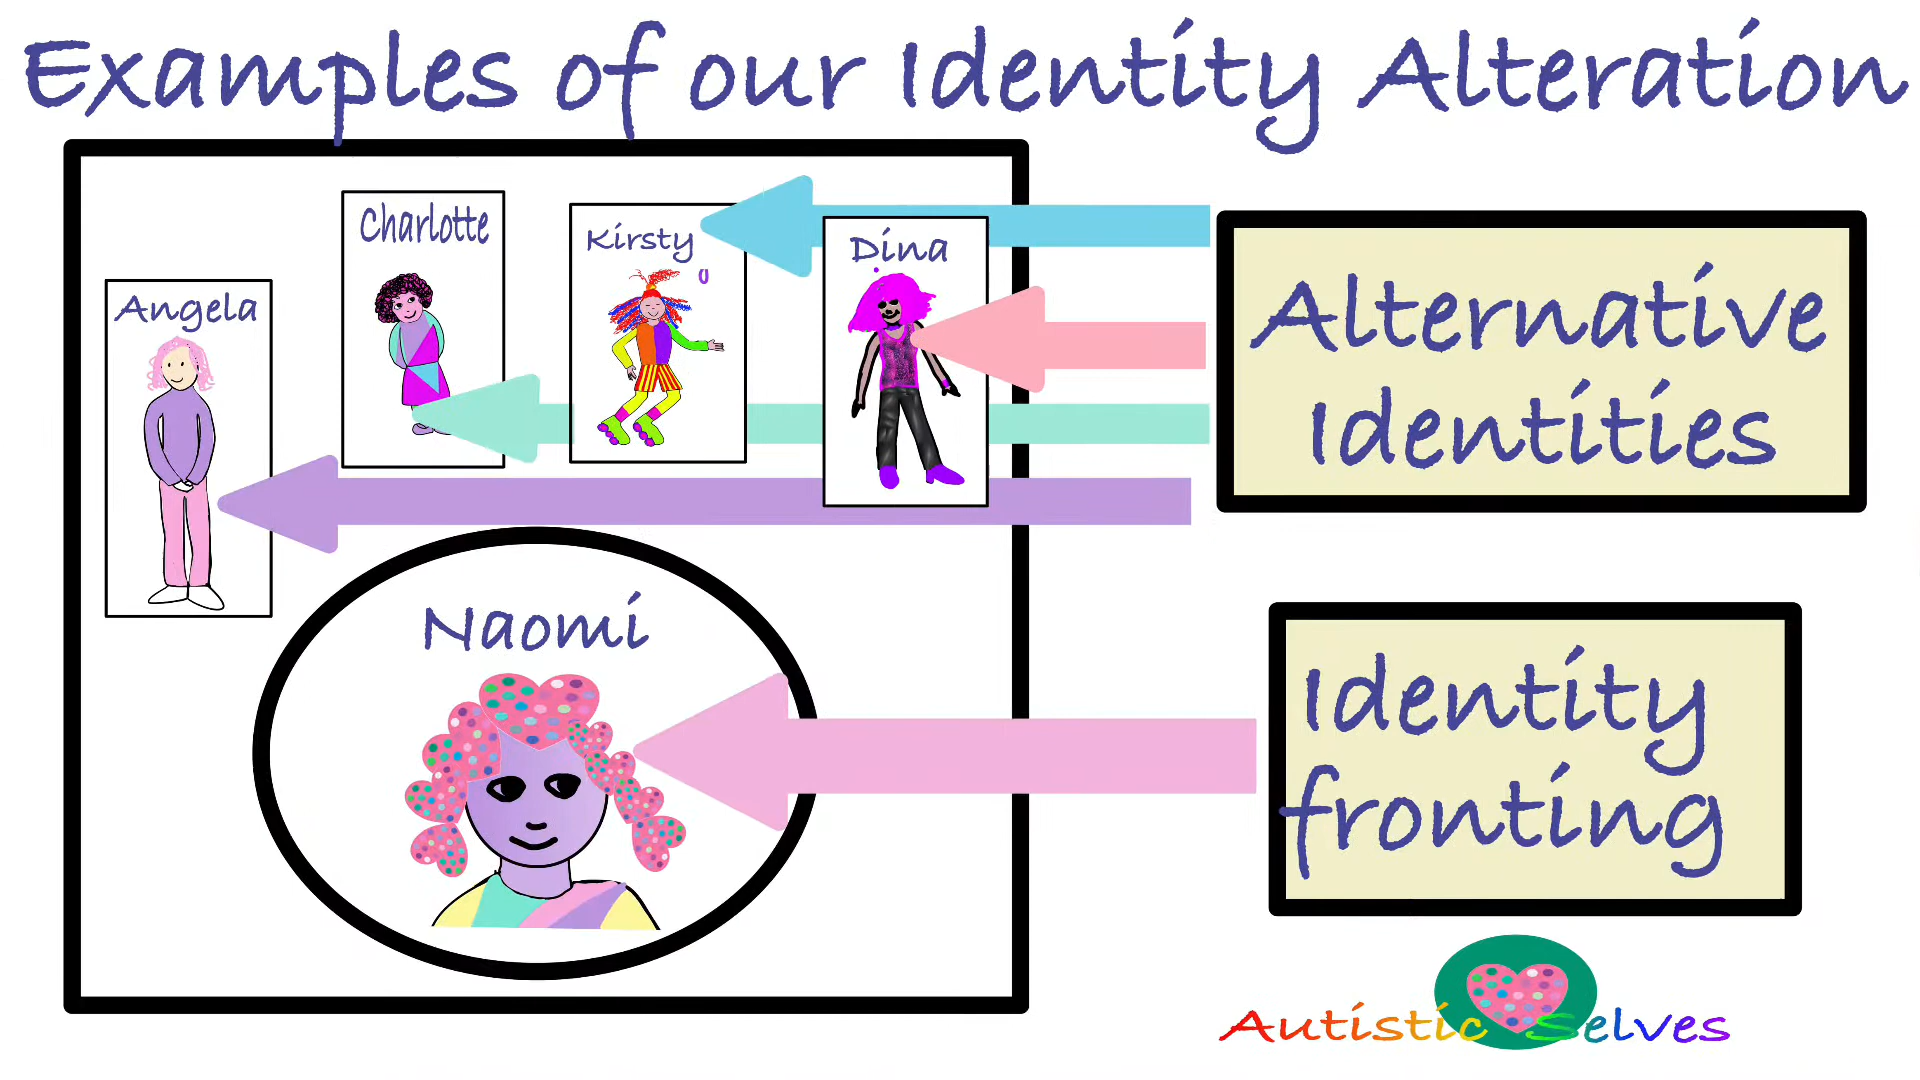 Examples of our Identity Alteration
Charlotte
Kirsty
Dina
Angela
Alternative
Identities
Naomi
Identity
fronting
Autistic Selves